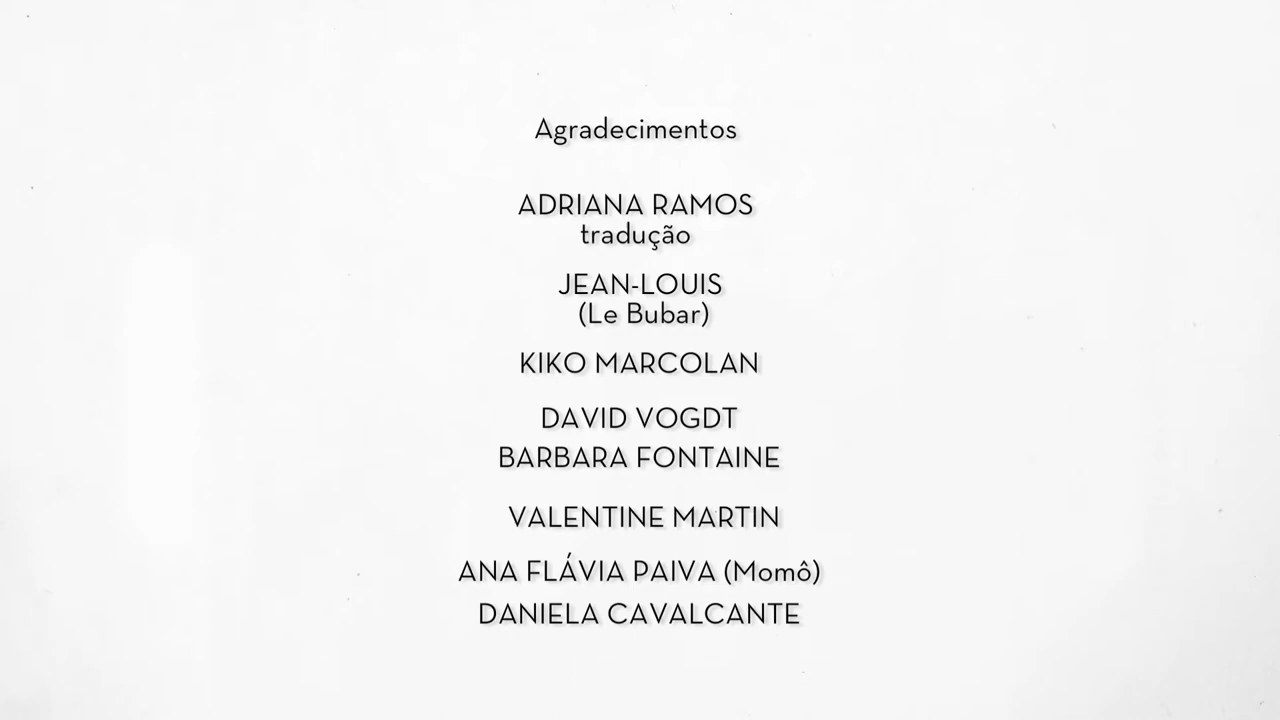 Agradecimentos
ADRIANA RAMOS
tradução
JEAN-LOUIS
(Le Bubar)
KIKO MARCOLAN
DAVID VOGDT
BARBARA FONTAINE
VALENTINE MARTIN
ANA FLÁVIA PAIVA (Momô)
DANIELA CAVALCANTE